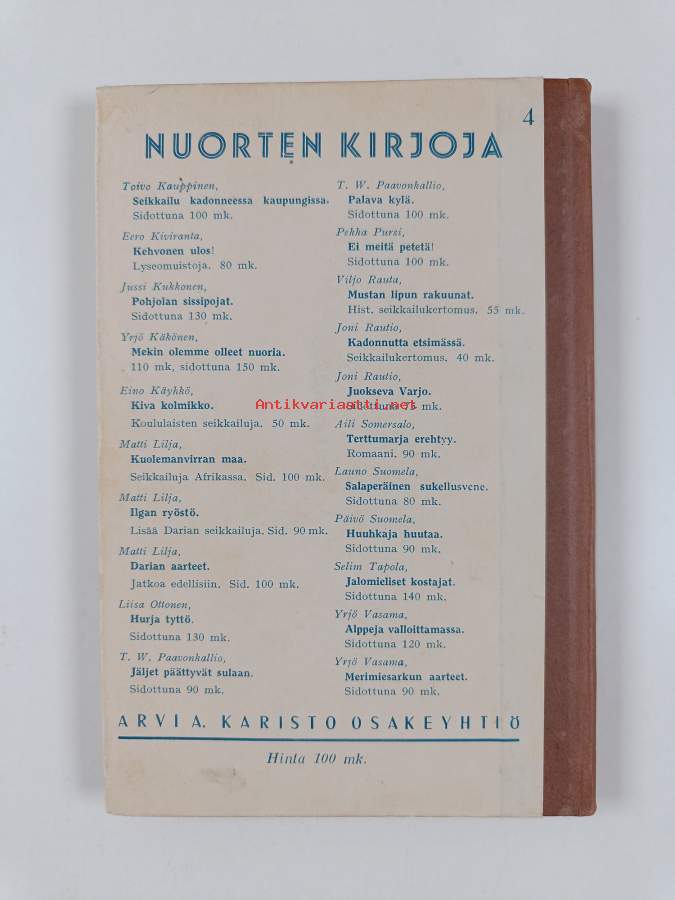 4
NUORTEN KIRJOJA
Toivo Kauppinen,
Seikkailu kadonneessa kaupungissa.
Sidottuna 100 mk.
Eero Kiviranta,
Kehvonen ulos!
Lyseomuistoja. 80 mk.
Jussi Kukkonen,
Pohjolan sissipojat.
Sidottuna 130 mk.
Yrjö Käkönen,
Mekin olemme olleet nuoria.
110 mk, sidottuna 150 mk.
Eino Käyhkö,
Kiva kolmikko.
Koululaisten seikkailuja. 50 mk.
Matti Lilja,
Kuolemanvirran maa.
Seikkailuja Afrikassa. Sid. 100 mk.
Matti Lilja,
Ilgan ryöstö.
Lisää Darian seikkailuja. Sid. 90 mk.
Matti Lilja,
Darian aarteet.
Jatkoa edellisiin. Sid. 100 mk.
Liisa Ottonen,
Hurja tyttö.
Sidottuna 130 mk.
T. W. Paavonkallio,
Jäljet päättyvät sulaan.
Sidottuna 90 mk.
T. W. Paavonkallio,
Palava kylä.
Sidottuna 100 mk.
Pekka Pursi,
Ei meitä petetä!
Sidottuna 100 mk.
Viljo Rauta,
Mustan lipun rakuunat.
Hist. seikkailukertomus. 55 mk.
Joni Rautio,
Kadonnutta etsimässä.
Seikkailukertomus. 40 mk.
Joni Rautio,
Juokseva Varjo.
Sidottuna 75 mk.
Aili Somersalo,
Terttumarja erehtyy.
Romaani. 90 mk.
Launo Suomela,
Salaperäinen sukellusvene.
Sidottuna 80 mk.
Päivö Suomela,
Huuhkaja huutaa.
Sidottuna 90 mk.
Selim Tapola,
Jalomieliset kostajat.
Sidottuna 140 mk.
Yrjö Vasama,
Alppeja valloittamassa.
Sidottuna 120 mk.
Yrjö Vasama,
Merimiesarkun aarteet.
Sidottuna 90 mk.
ARVI A. KARISTO OSAKEYHTIÖ
Hinta 100 mk.
Antikvariaatti.net